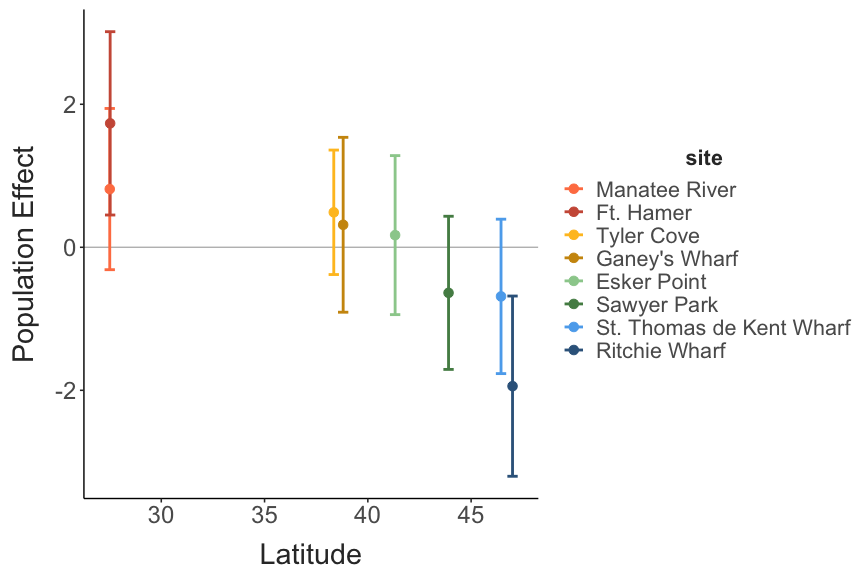 Population Effect
2
0
-2
30 35 40 45
Latitude
site
Manatee River
Ft. Hamer
Tyler Cove
Ganey's Wharf
Esker Point
Sawyer Park
St. Thomas de Kent Wharf
Ritchie Wharf